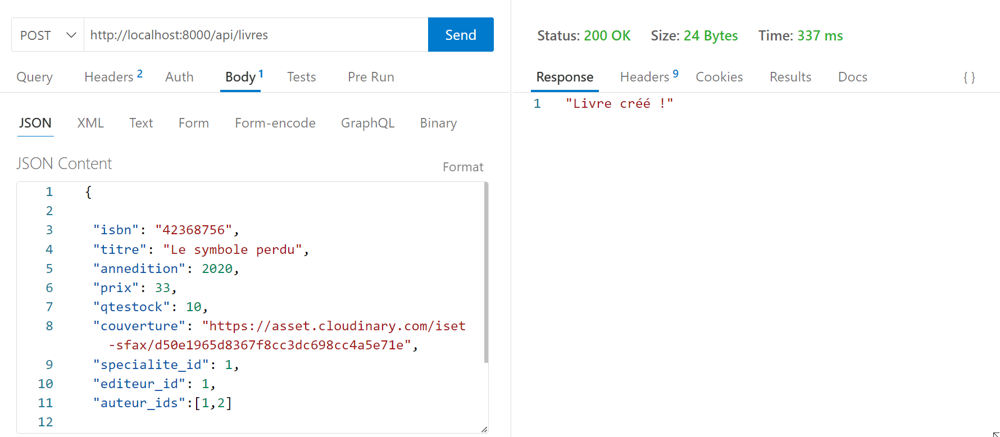 POST http://localhost:8000/api/livres Send
Query Headers 2 Auth Body 1 Tests Pre Run
JSON XML Text Form Form-encode GraphQL Binary
JSON Content
Format
1 {
2
3 "isbn": "42368756",
4 "titre": "Le symbole perdu",
5 "annedition": 2020,
6 "prix": 33,
7 "qtestock": 10,
8 "couverture": "https://asset.cloudinary.com/iset
-sfax/d50e1965d8367f8cc3dc698cc4a5e71e",
9 "specialite_id": 1,
10 "editeur_id": 1,
11 "auteur_ids":[1,2]
12
Status: 200 OK Size: 24 Bytes Time: 337 ms
Response Headers 9 Cookies Results Docs { }
1 "Livre créé !"